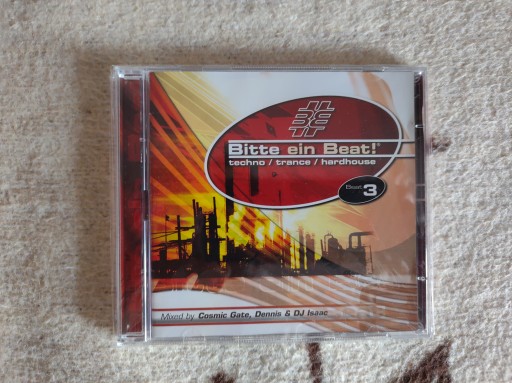 Bitte ein Beat!®
techno / trance / hardhouse
Beat 3
Mixed by Cosmic Gate, Dennis & DJ Isaac